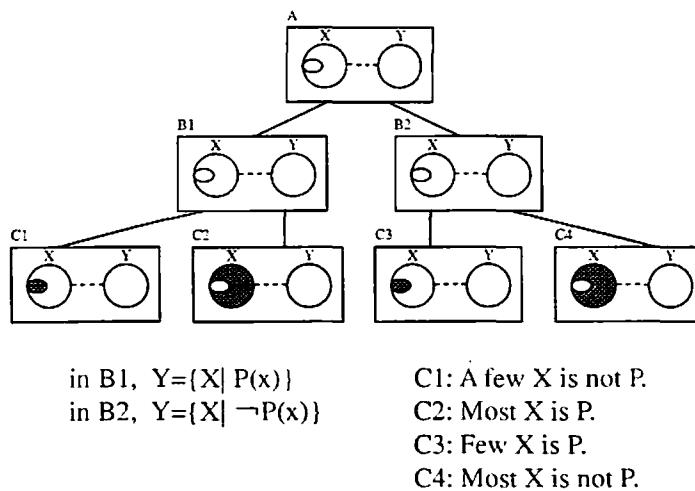 A
X Y
B1 B2
X Y X Y
C1 C2 C3 C4
X Y X Y X Y X Y
in B1, Y={X| P(x)}
in B2, Y={X| ¬P(x)}
C1: A few X is not P.
C2: Most X is P.
C3: Few X is P.
C4: Most X is not P.